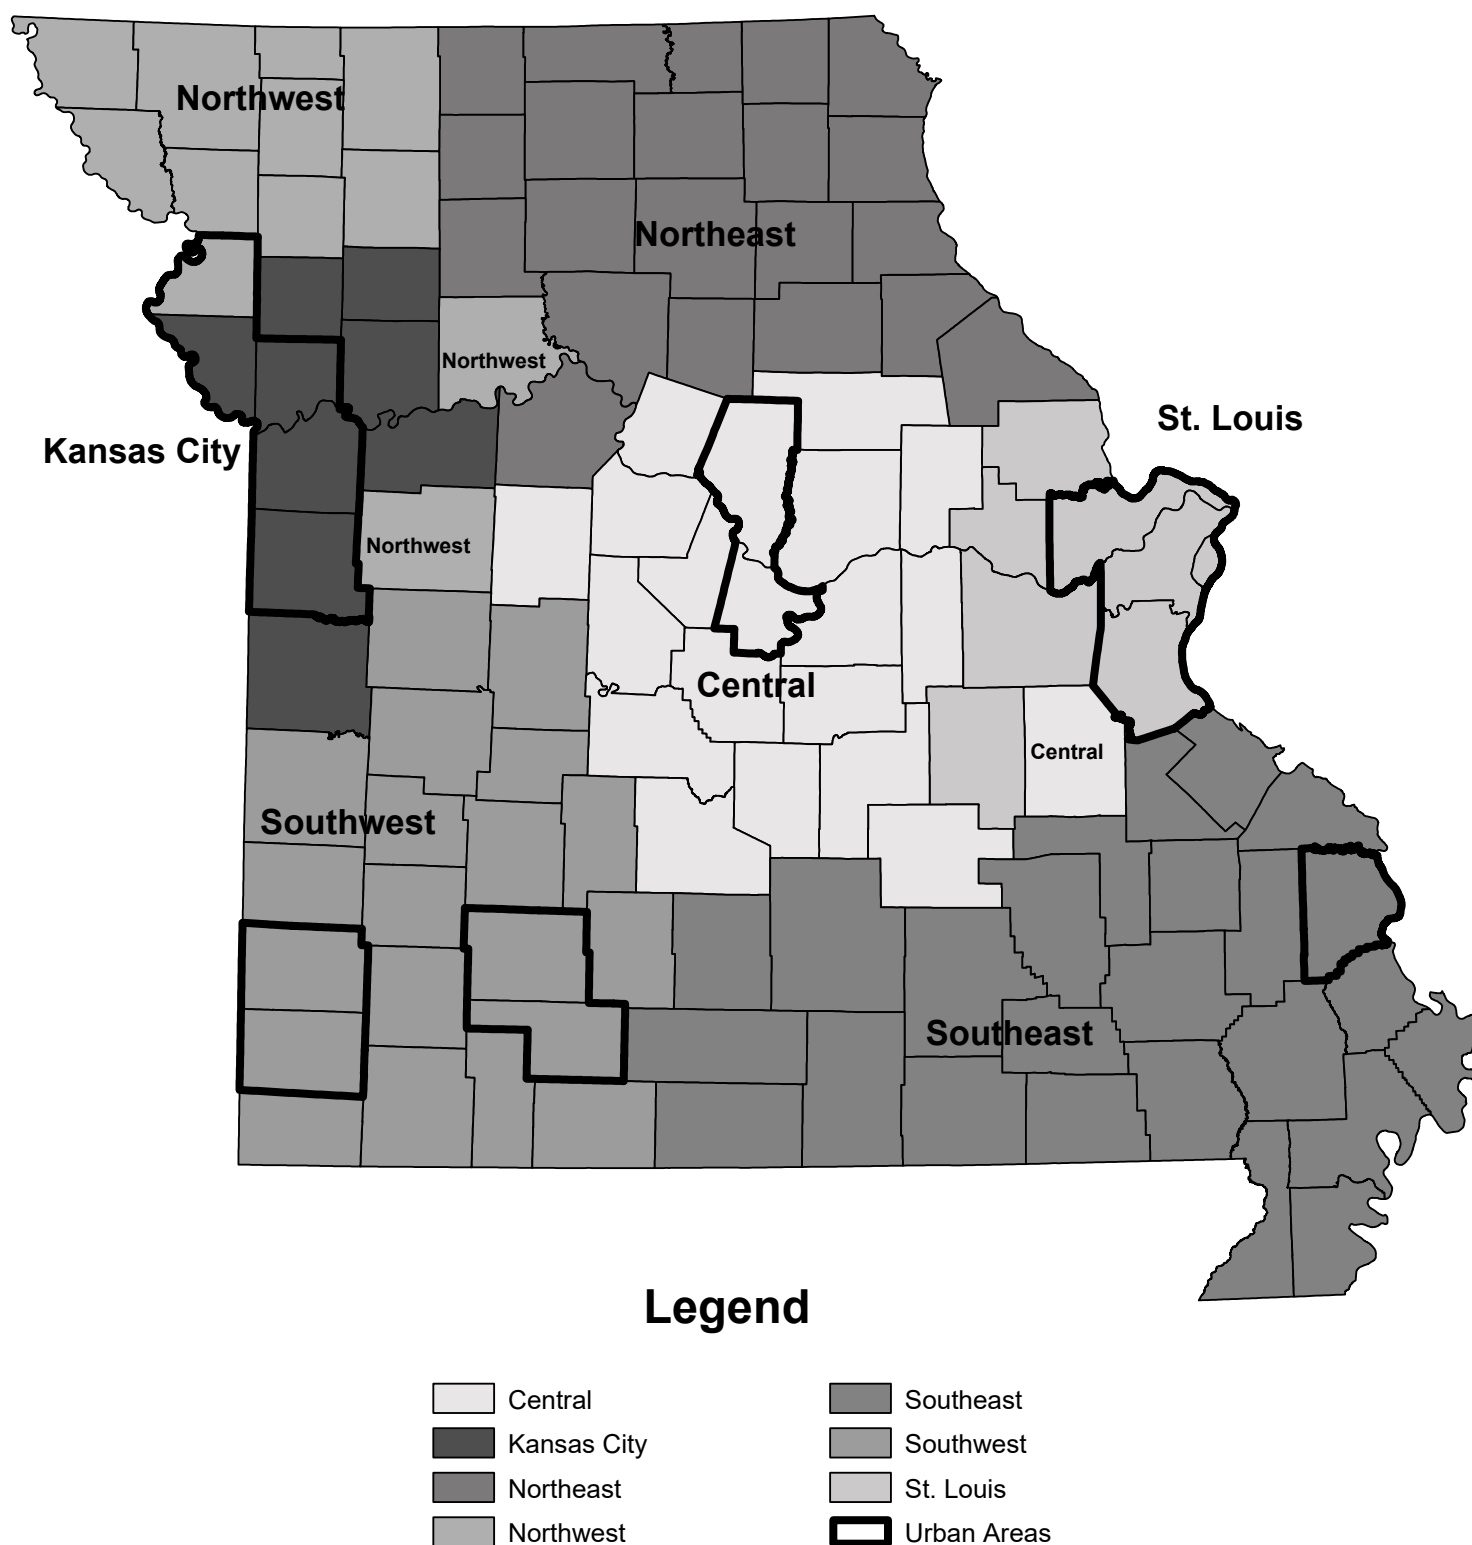 Northwest
Northeast
Northwest
St. Louis
Kansas City
Northwest
Central
Central
Southwest
Southeast
Legend
Central
Kansas City
Northeast
Northwest
Southeast
Southwest
St. Louis
Urban Areas